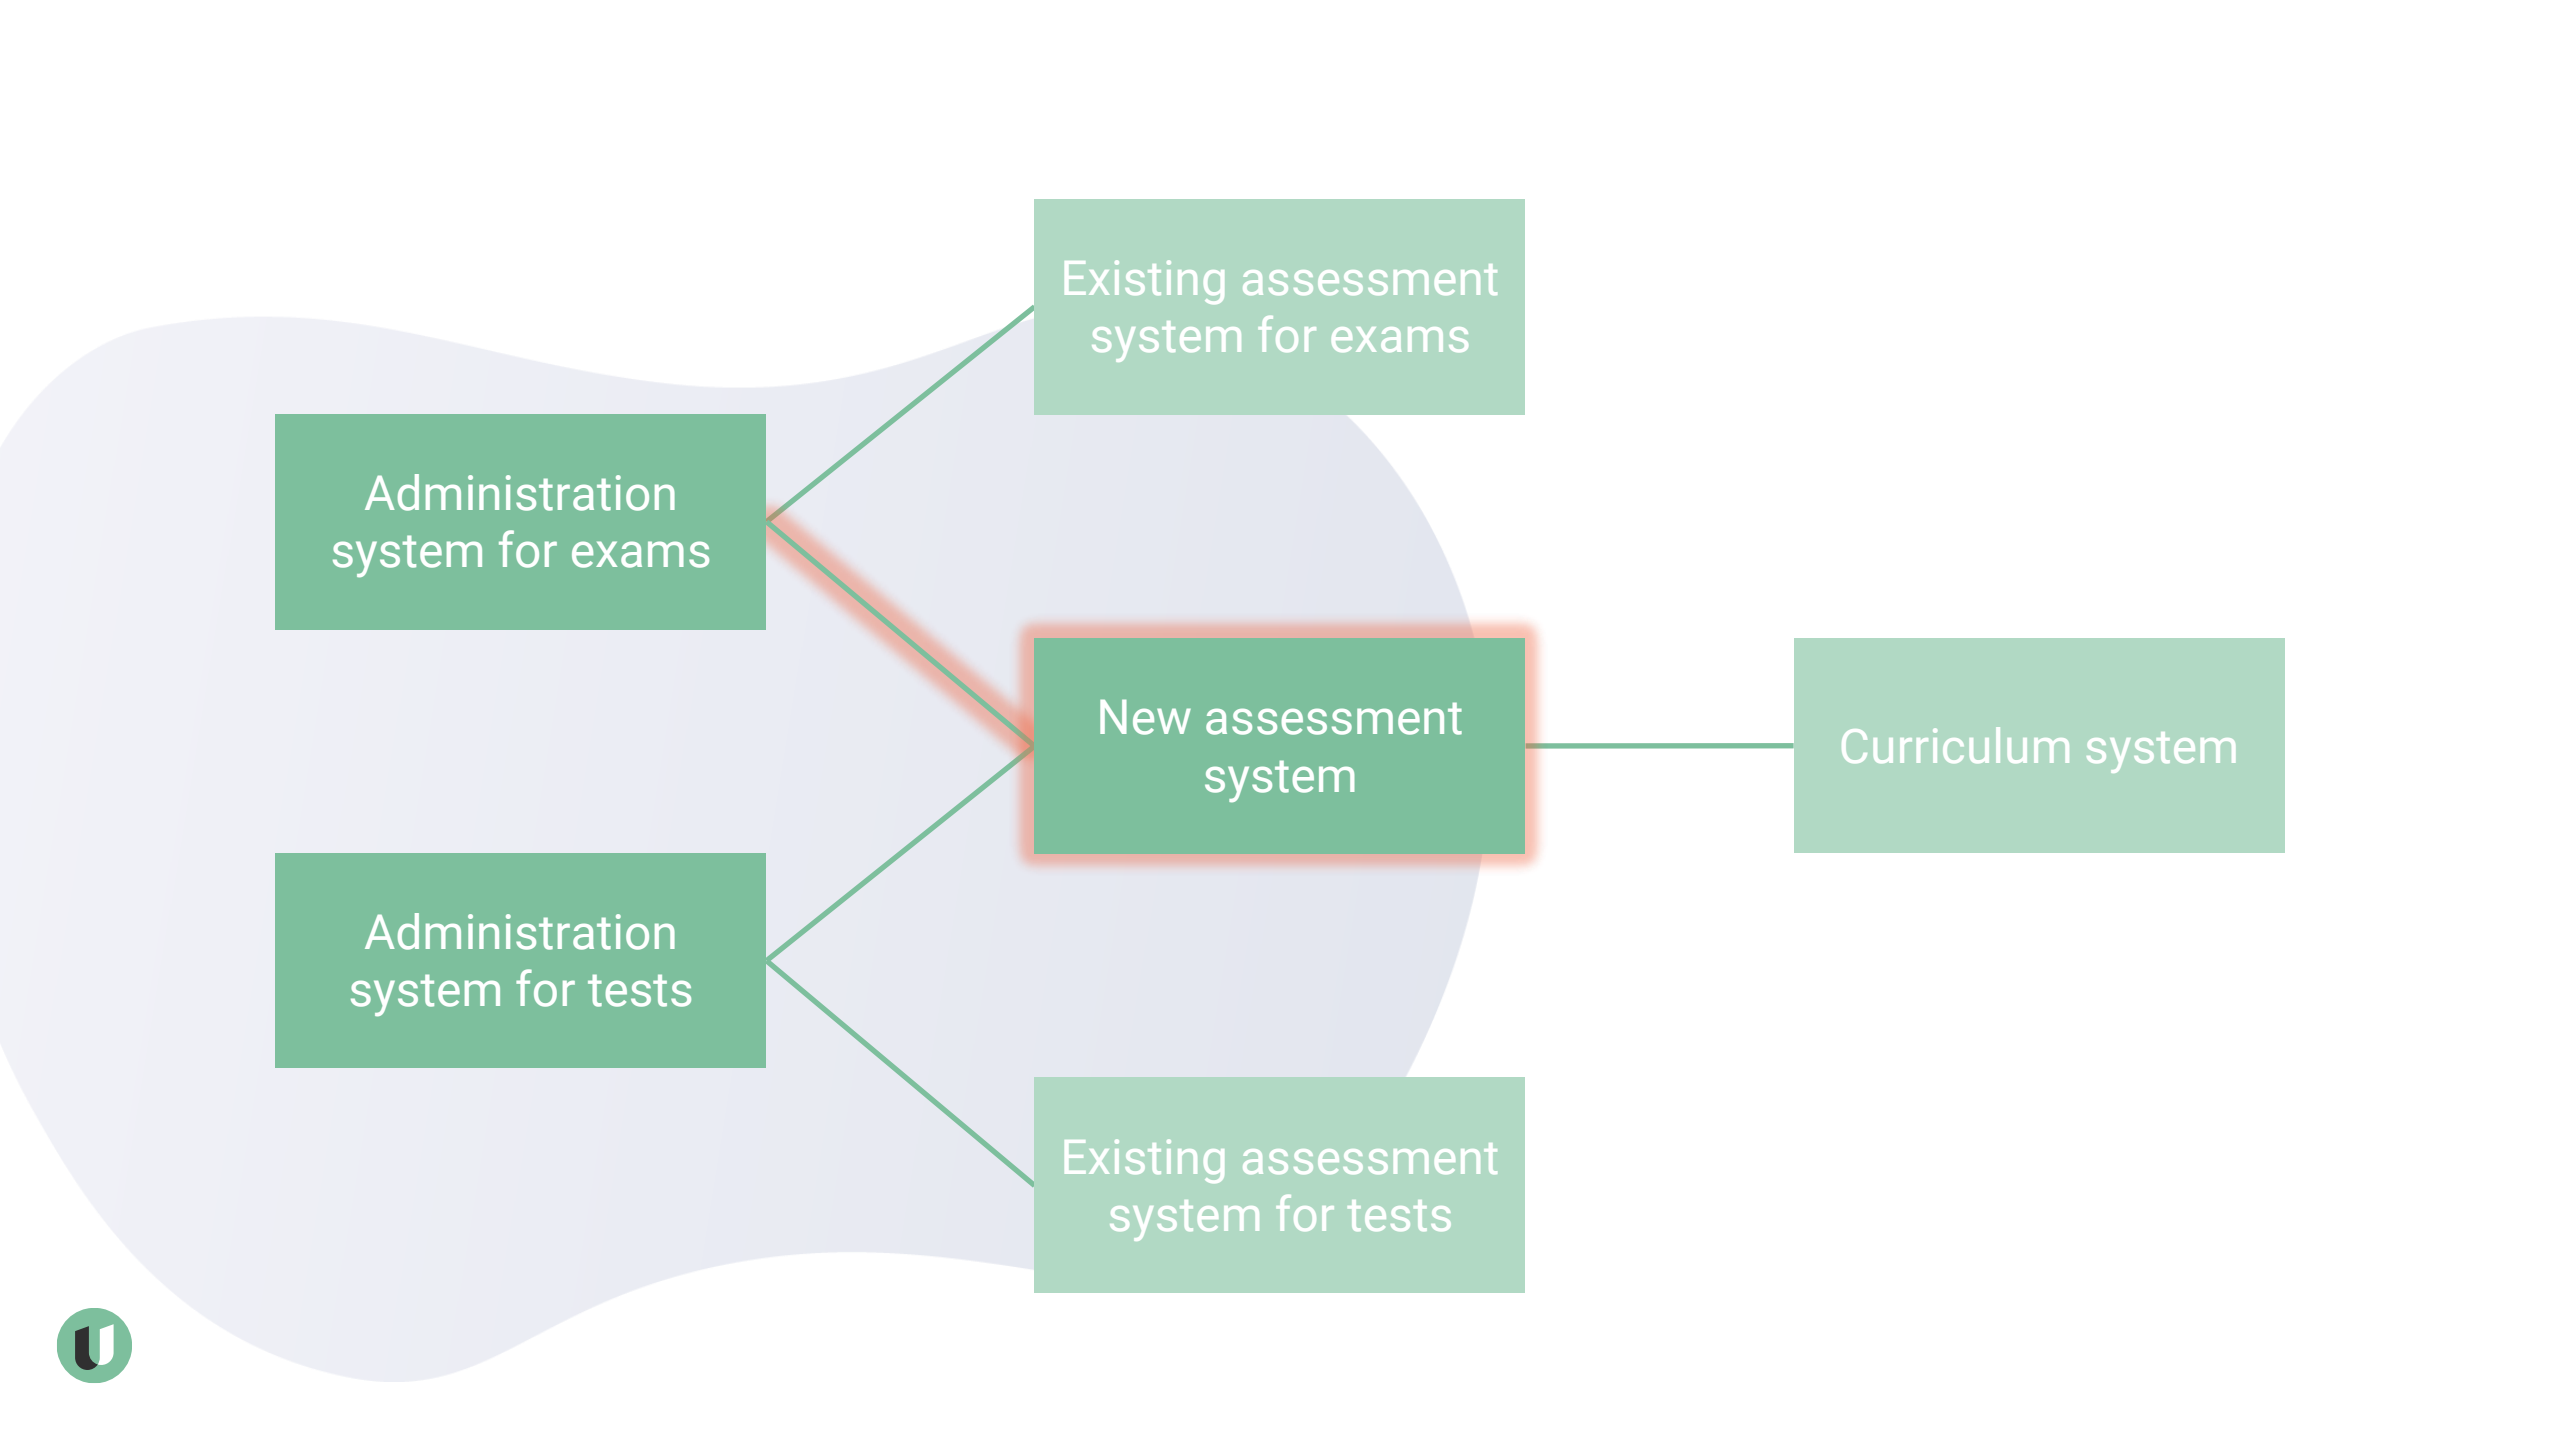 Existing assessment
system for exams
Administration
system for exams
New assessment
system
Curriculum system
Administration
system for tests
Existing assessment
system for tests
U